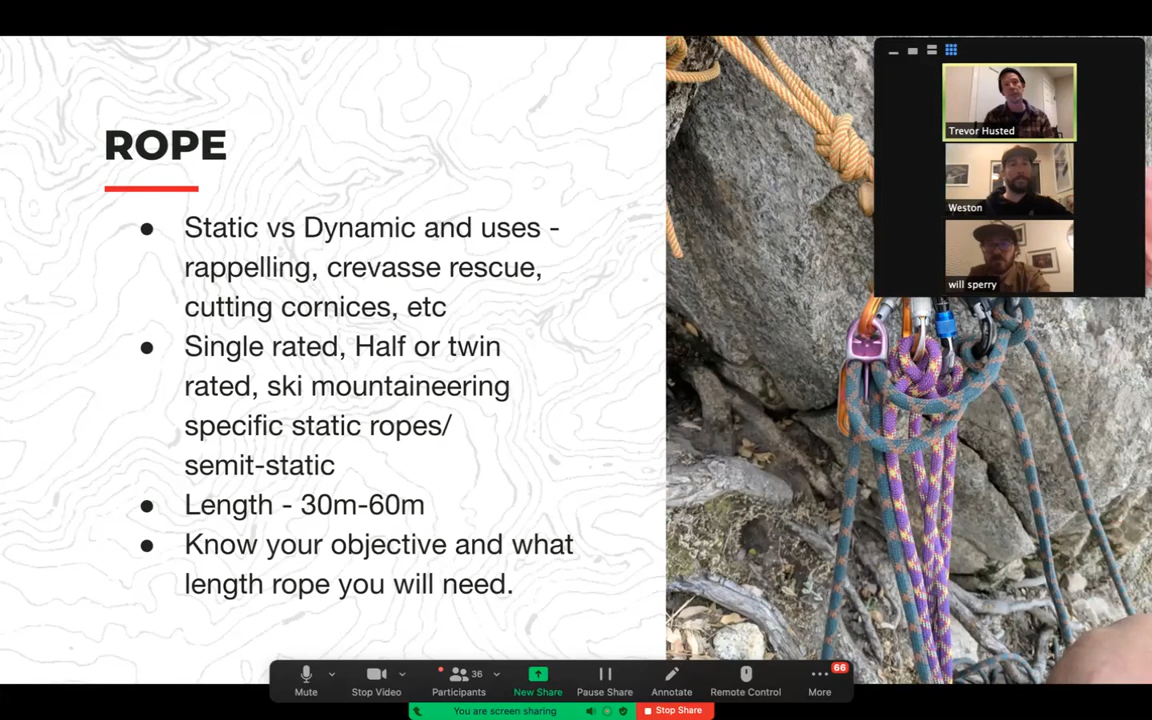 ROPE
● Static vs Dynamic and uses -
rappelling, crevasse rescue,
cutting cornices, etc
● Single rated, Half or twin
rated, ski mountaineering
specific static ropes/
semit-static
● Length - 30m-60m
● Know your objective and what
length rope you will need.
Trevor Husted
Weston
will sperry
36
66
Mute
Stop Video
Participants
New Share
Pause Share
Annotate
Remote Control
More
You are screen sharing
Stop Share